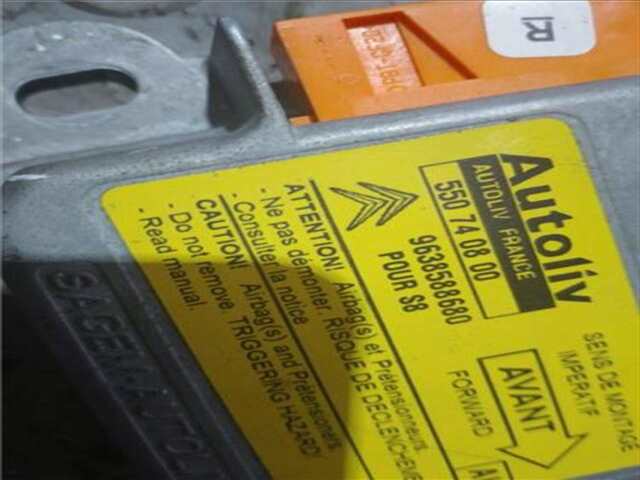 Autoliv
AUTOLIV FRANCE
550 74 08 00
9638588680
POUR S8
SENS DE MONTAGE
IMPERATIF
AVANT
FORWARD
ATTENTION! Airbag(s) et Prétensionneurs.
- Ne pas démonter. RISQUE DE DECLENCHEME
- Consulter la notice
CAUTION! Airbag(s) and Pretensioners
- Do not remove. TRIGGERING HAZARD
- Read manual.